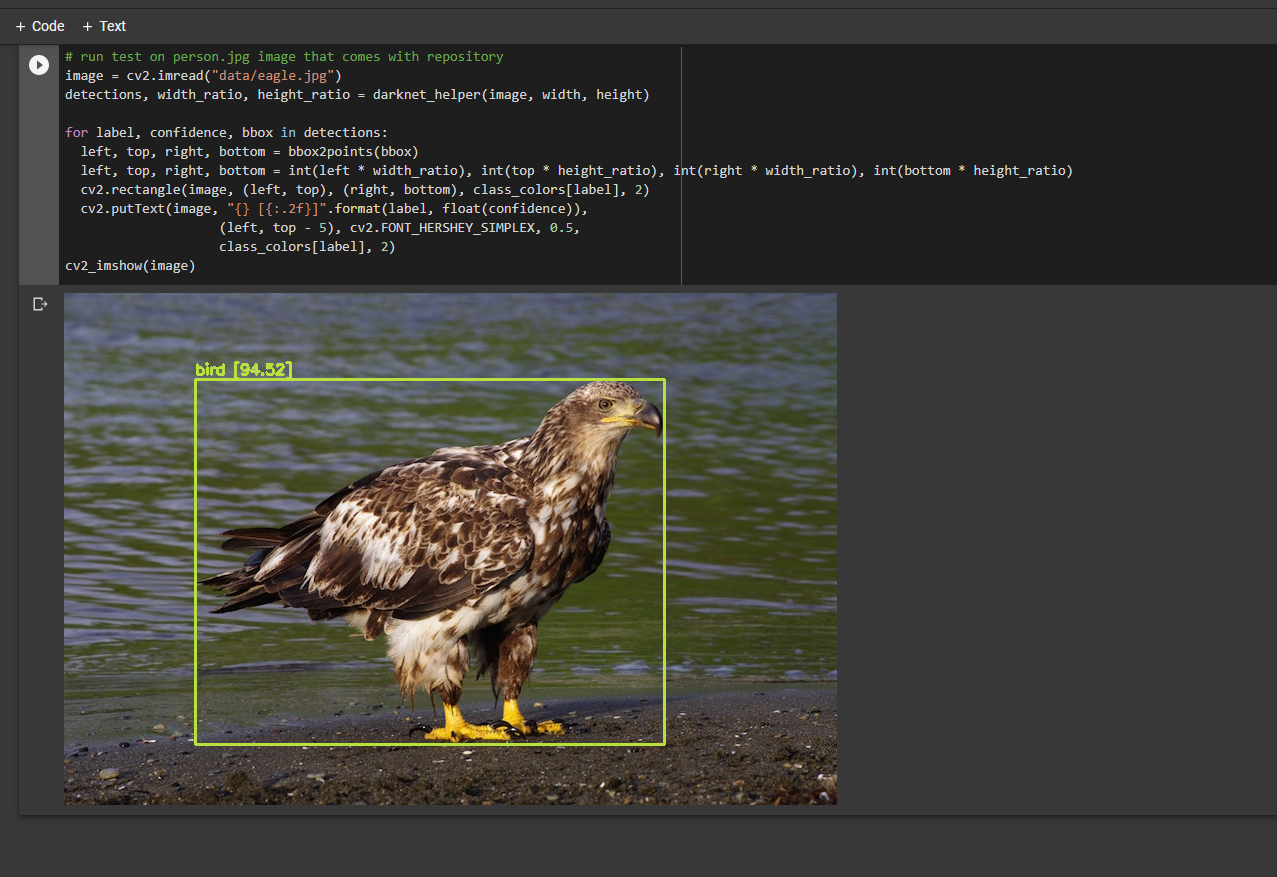 + Code + Text
# run test on person.jpg image that comes with repository
image = cv2.imread("data/eagle.jpg")
detections, width_ratio, height_ratio = darknet_helper(image, width, height)
for label, confidence, bbox in detections:
left, top, right, bottom = bbox2points(bbox)
left, top, right, bottom = int(left * width_ratio), int(top * height_ratio), int(right * width_ratio), int(bottom * height_ratio)
cv2.rectangle(image, (left, top), (right, bottom), class_colors[label], 2)
cv2.putText(image, "{} [{:.2f}]".format(label, float(confidence)),
(left, top - 5), cv2.FONT_HERSHEY_SIMPLEX, 0.5,
class_colors[label], 2)
cv2_imshow(image)
bird [94.52]